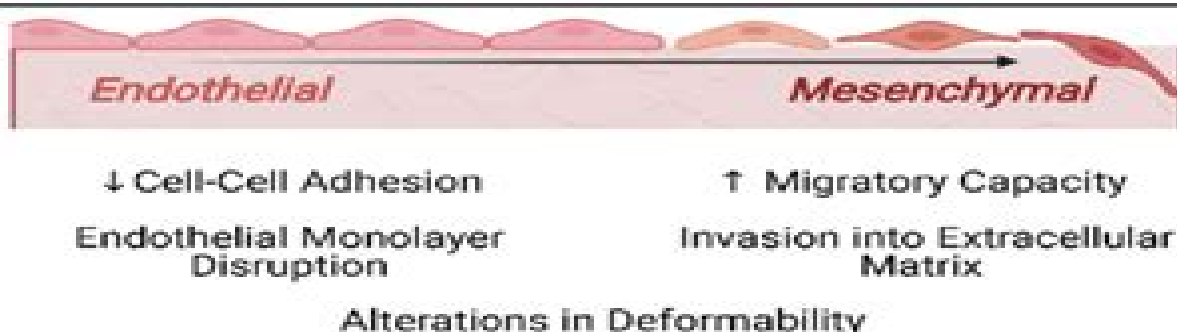 Endothelial
Mesenchymal
↓ Cell-Cell Adhesion
↑ Migratory Capacity
Endothelial Monolayer
Disruption
Invasion into Extracellular
Matrix
Alterations in Deformability